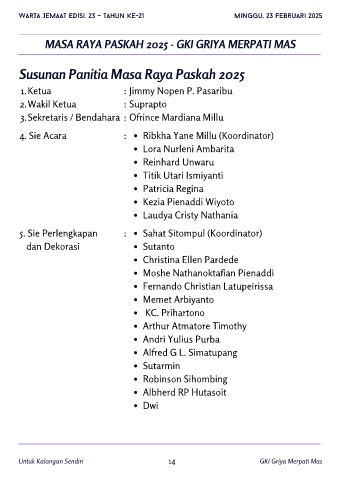 WARTA JEMAAT EDISI. 23 – TAHUN KE-21 MINGGU, 23 FEBRUARI 2025
MASA RAYA PASKAH 2025 - GKI GRIYA MERPATI MAS
Susunan Panitia Masa Raya Paskah 2025
1. Ketua : Jimmy Nopen P. Pasaribu
2. Wakil Ketua : Suprapto
3. Sekretaris / Bendahara : Ofrince Mardiana Millu
4. Sie Acara : • Ribkha Yane Millu (Koordinator)
• Lora Nurleni Ambarita
• Reinhard Unwaru
• Titik Utari Ismiyanti
• Patricia Regina
• Kezia Pienaddi Wiyoto
• Laudya Cristy Nathania
5. Sie Perlengkapan : • Sahat Sitompul (Koordinator)
dan Dekorasi • Sutanto
• Christina Ellen Pardede
• Moshe Nathanoktafian Pienaddi
• Fernando Christian Latupeirissa
• Memet Arbiyanto
• KC. Prihartono
• Arthur Atmatore Timothy
• Andri Yulius Purba
• Alfred G L. Simatupang
• Sutarmin
• Robinson Sihombing
• Albherd RP Hutasoit
• Dwi
Untuk Kalangan Sendiri 14 GKI Griya Merpati Mas